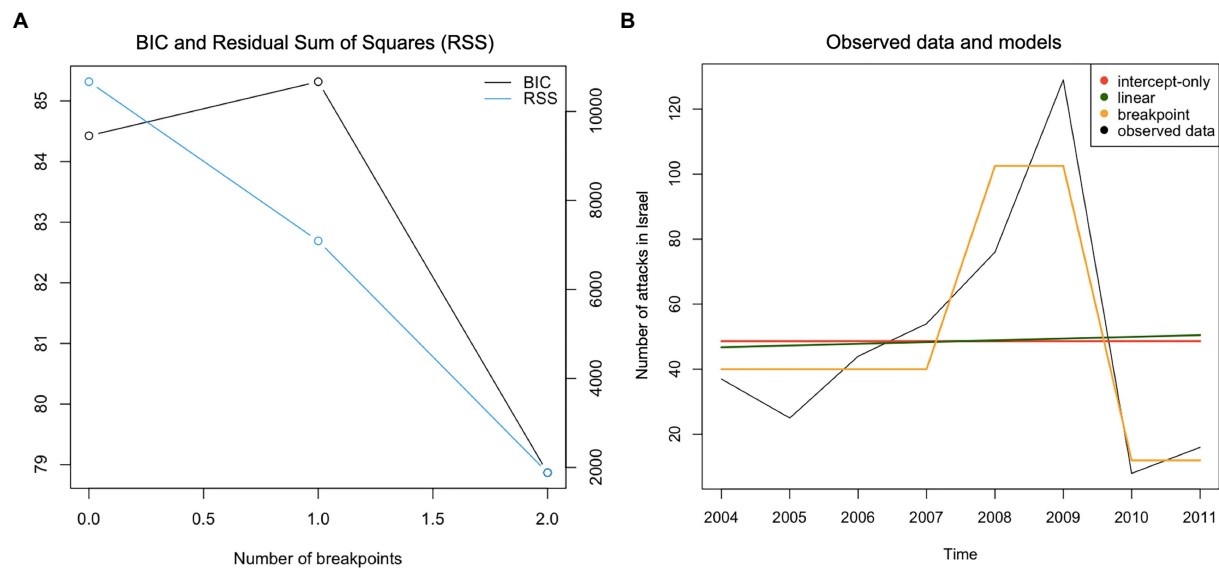 A
BIC and Residual Sum of Squares (RSS)
BIC
RSS
85
84
83
82
81
80
79
10000
8000
6000
4000
2000
0.0 0.5 1.0 1.5 2.0
Number of breakpoints
B
Observed data and models
intercept-only
linear
breakpoint
observed data
Number of attacks in Israel
120
100
80
60
40
20
2004 2005 2006 2007 2008 2009 2010 2011
Time